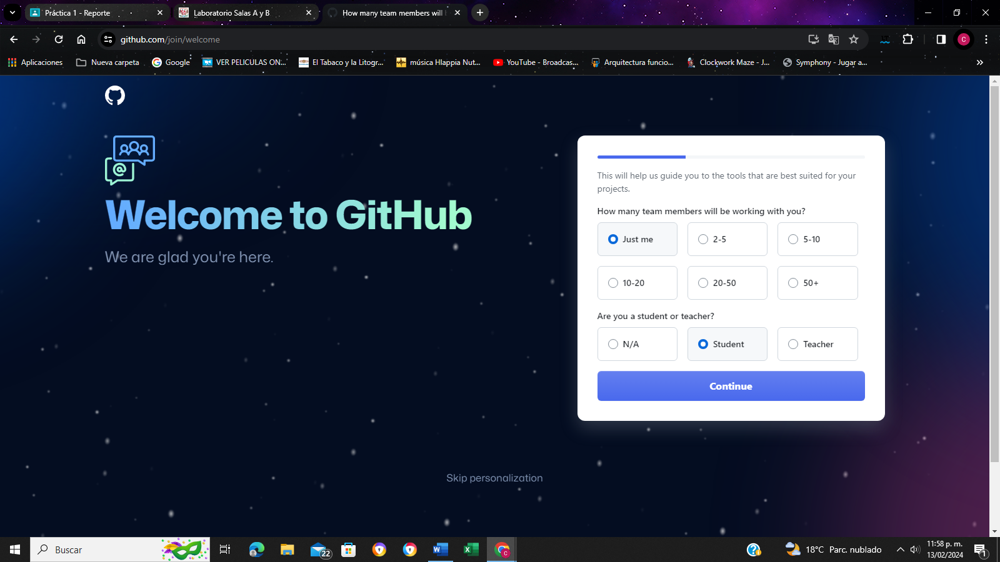 Práctica 1 - Reporte
Laboratorio Salas A y B
How many team members will
github.com/join/welcome
C
Aplicaciones
Nueva carpeta
Google
VER PELICULAS ON...
El Tabaco y la Litogr...
música Hlappia Nut...
YouTube - Broadcas...
Arquitectura funcio...
Clockwork Maze - J...
Symphony - Jugar a...
Welcome to GitHub
We are glad you're here.
This will help us guide you to the tools that are best suited for your
projects.
How many team members will be working with you?
Just me
2-5
5-10
10-20
20-50
50+
Are you a student or teacher?
N/A
Student
Teacher
Continue
Skip personalization
Buscar
22
18°C Parc. nublado
11:58 p. m.
13/02/2024
1